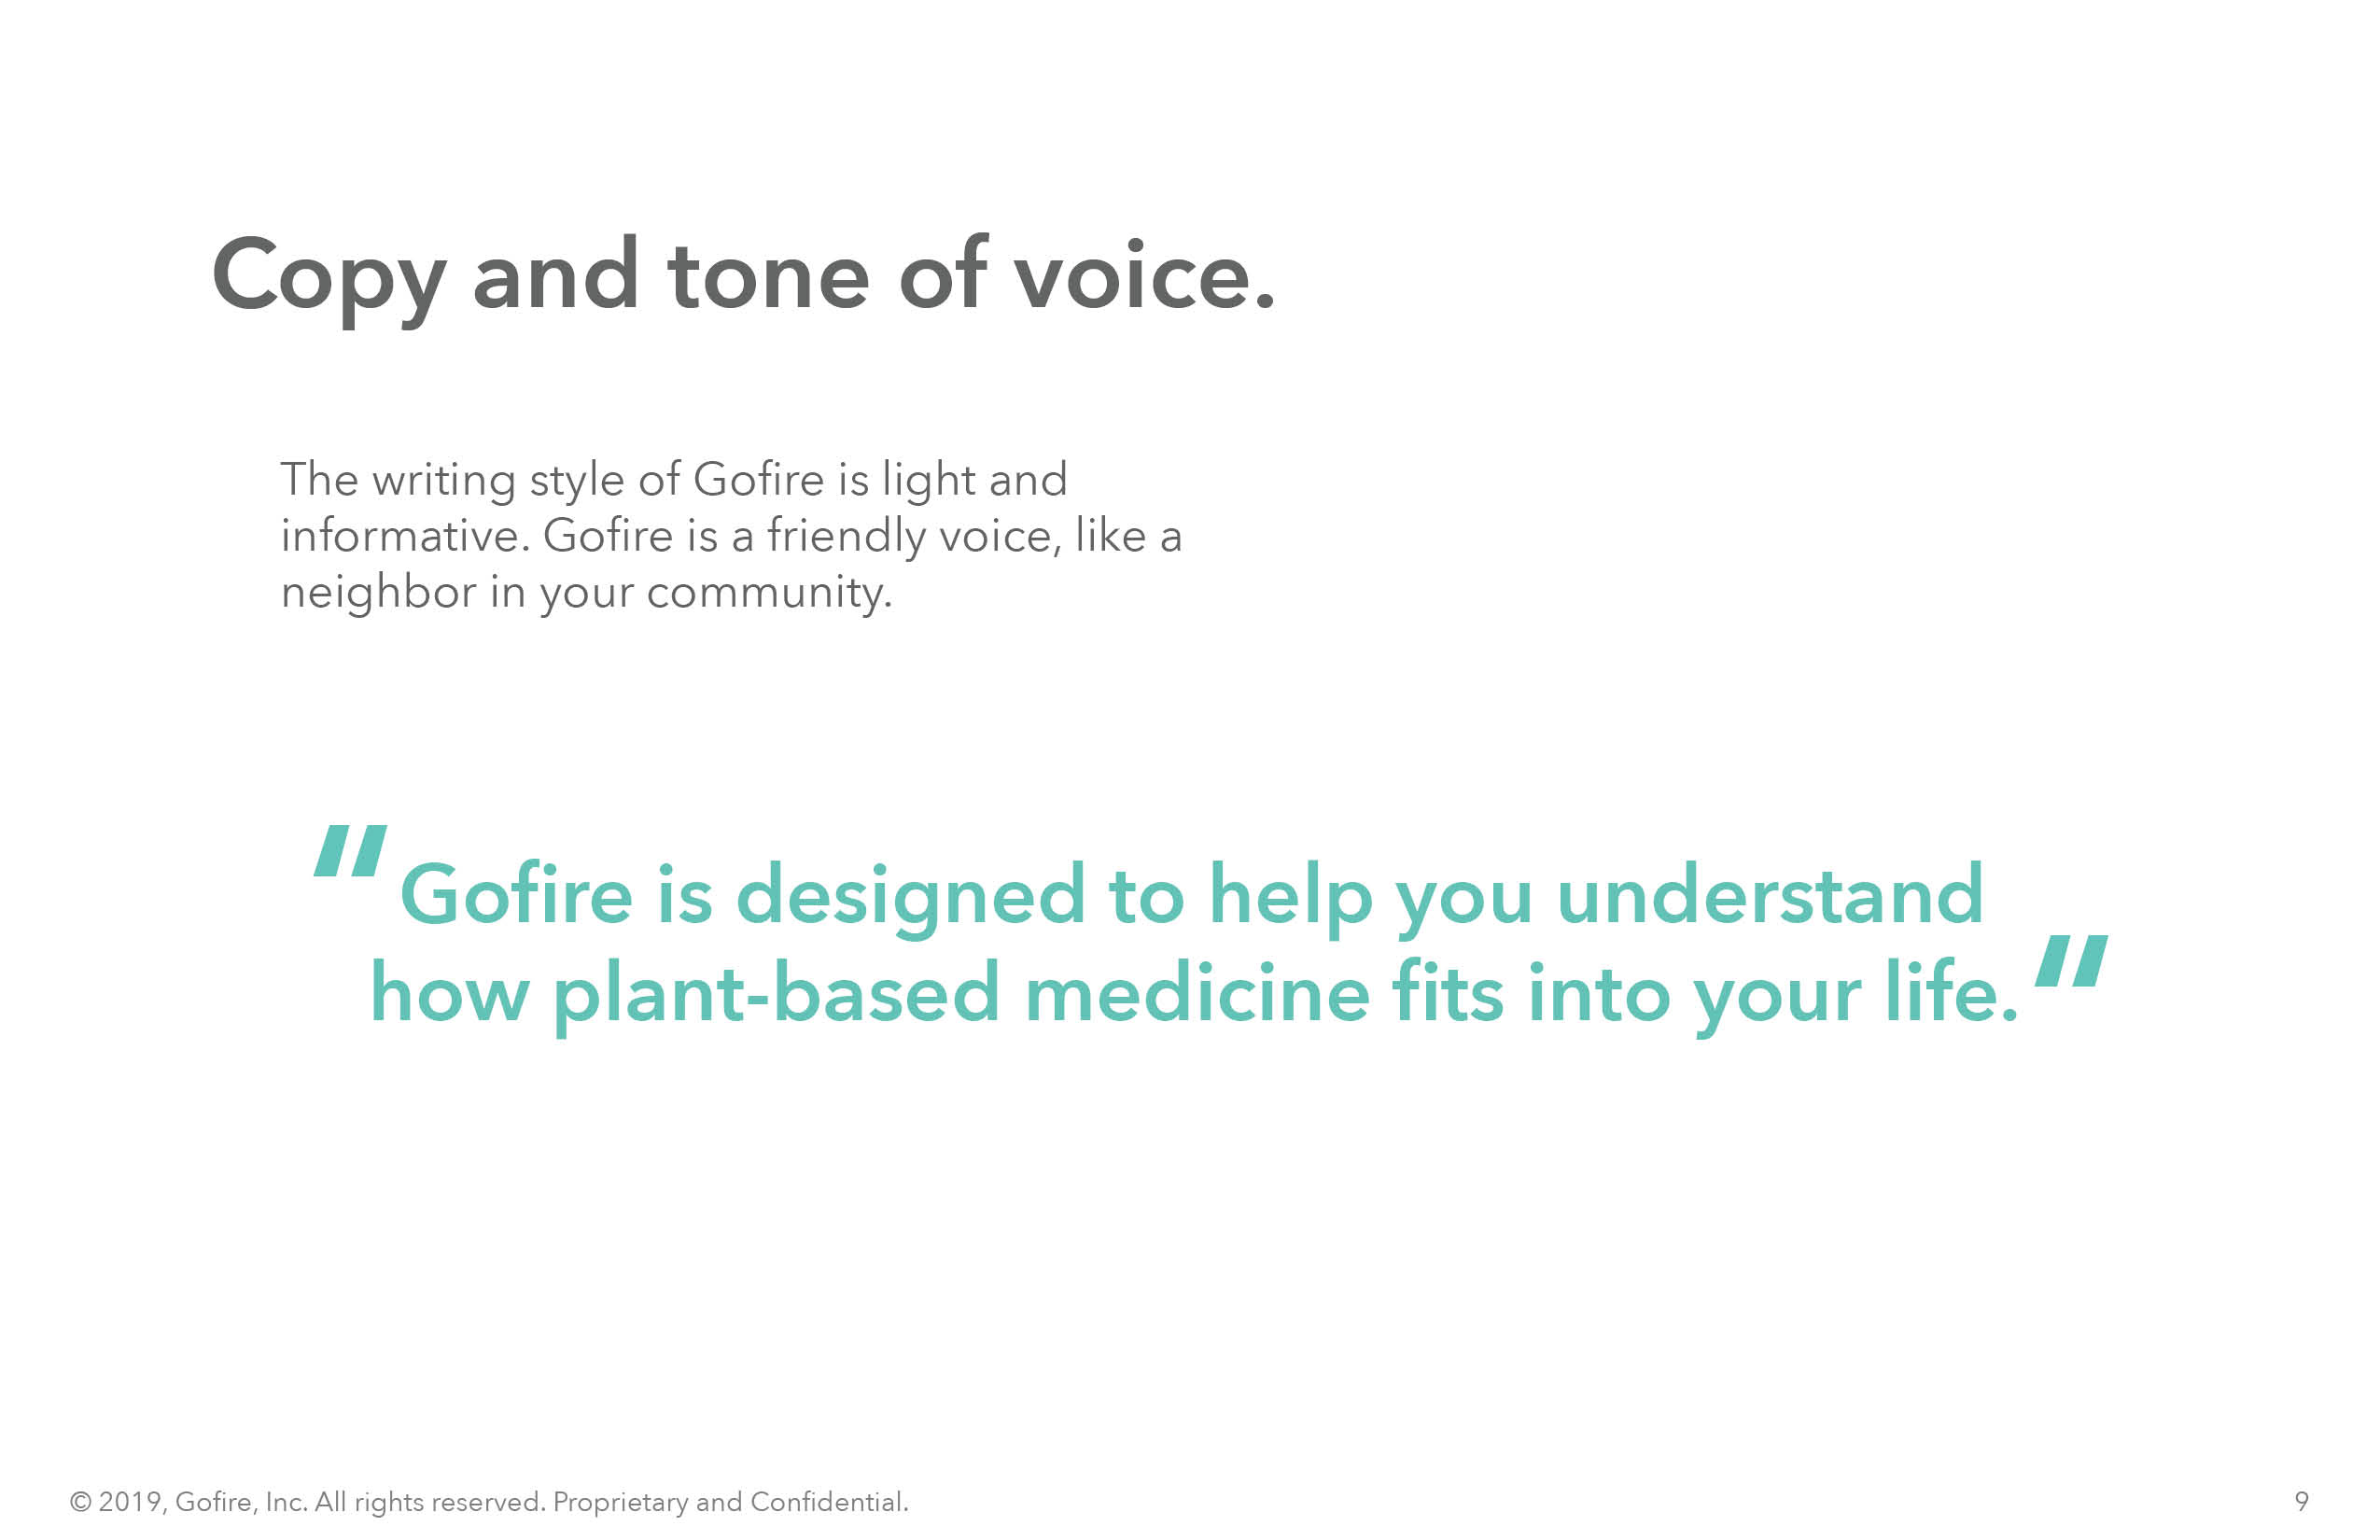 Copy and tone of voice.
The writing style of Gofire is light and
informative. Gofire is a friendly voice, like a
neighbor in your community.
"Gofire is designed to help you understand
how plant-based medicine fits into your life."
© 2019, Gofire, Inc. All rights reserved. Proprietary and Confidential.
9